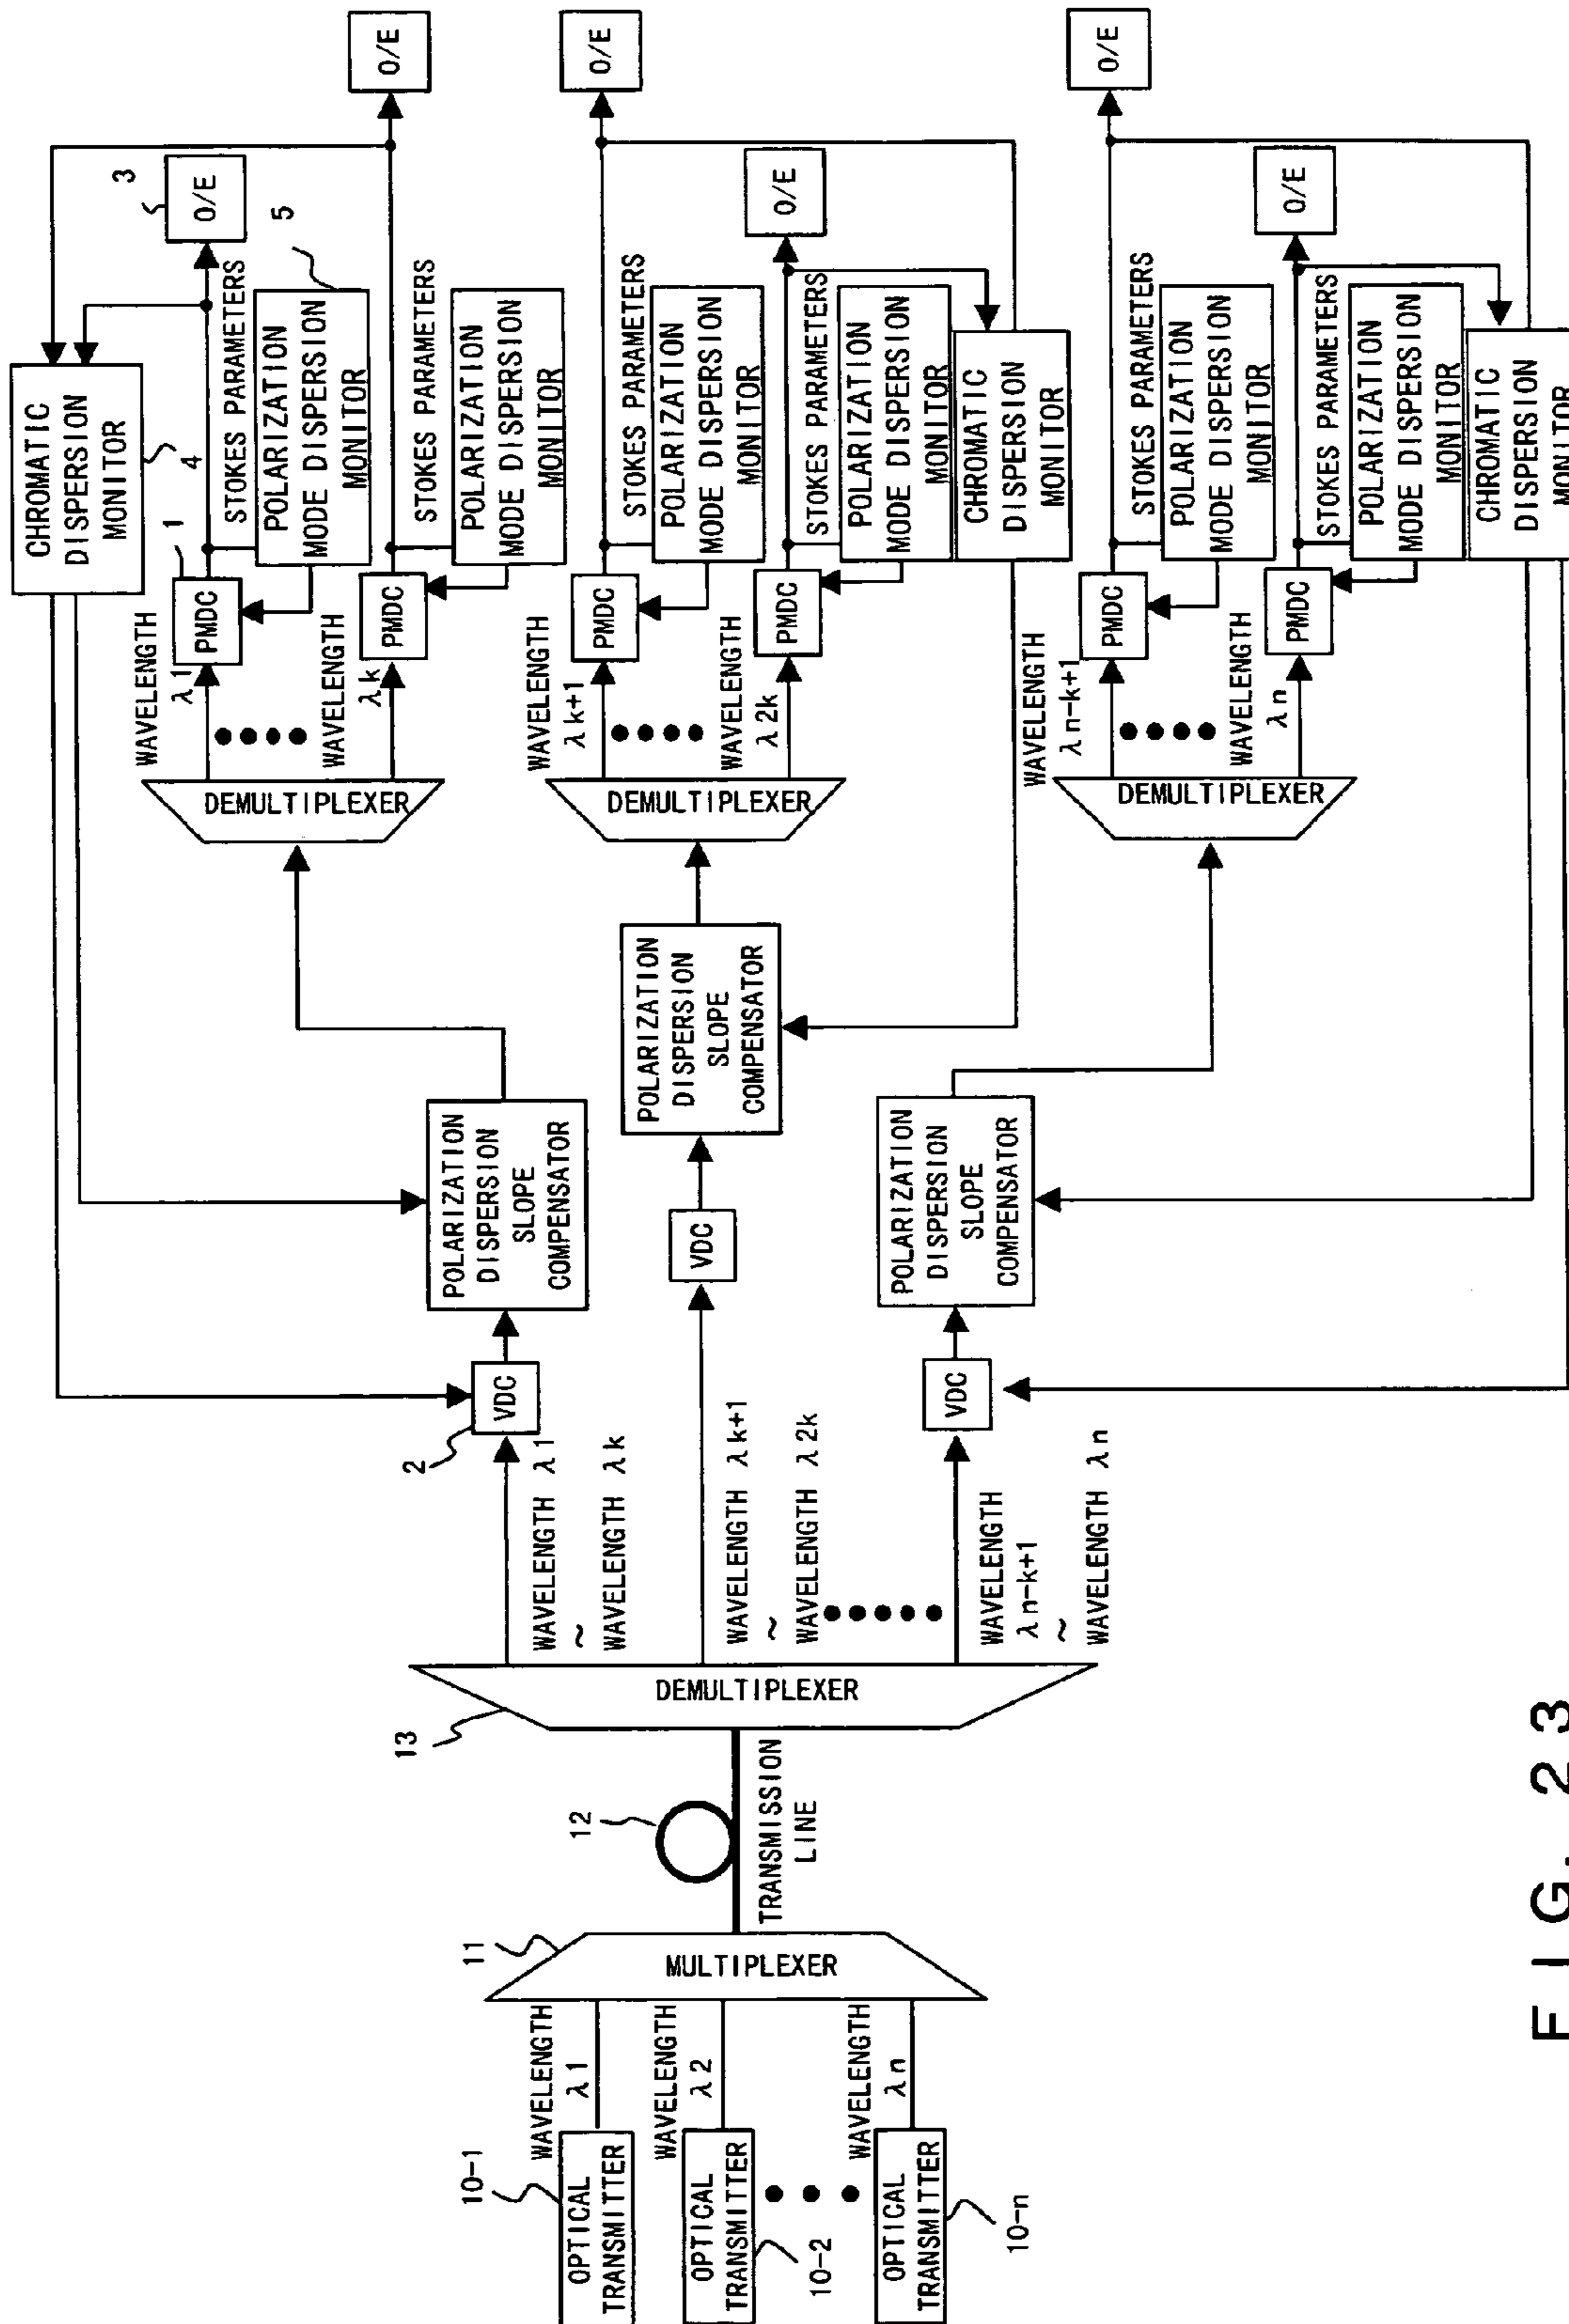 OPTICAL
TRANSMITTER
10-1
OPTICAL
TRANSMITTER
10-2
OPTICAL
TRANSMITTER
10-n
WAVELENGTH
λ1
WAVELENGTH
λ2
WAVELENGTH
λn
MULTIPLEXER
11
TRANSMISSION
LINE
12
DEMULTIPLEXER
13
WAVELENGTH λ1
~
WAVELENGTH λk
WAVELENGTH λk+1
~
WAVELENGTH λ2k
WAVELENGTH
λn-k+1
~
WAVELENGTH λn
2
VDC
VDC
VDC
POLARIZATION
DISPERSION
SLOPE
COMPENSATOR
POLARIZATION
DISPERSION
SLOPE
COMPENSATOR
POLARIZATION
DISPERSION
SLOPE
COMPENSATOR
DEMULTIPLEXER
DEMULTIPLEXER
DEMULTIPLEXER
WAVELENGTH
λ1
WAVELENGTH
λk
WAVELENGTH
λk+1
WAVELENGTH
λ2k
WAVELENGTH
λn-k+1
WAVELENGTH
λn
CHROMATIC
DISPERSION
MONITOR
4
1
PMDC
STOKES PARAMETERS
POLARIZATION
MODE DISPERSION
MONITOR
5
3
O/E
PMDC
STOKES PARAMETERS
POLARIZATION
MODE DISPERSION
MONITOR
O/E
PMDC
STOKES PARAMETERS
POLARIZATION
MODE DISPERSION
MONITOR
O/E
PMDC
STOKES PARAMETERS
POLARIZATION
MODE DISPERSION
MONITOR
O/E
CHROMATIC
DISPERSION
MONITOR
PMDC
STOKES PARAMETERS
POLARIZATION
MODE DISPERSION
MONITOR
O/E
PMDC
STOKES PARAMETERS
POLARIZATION
MODE DISPERSION
MONITOR
O/E
CHROMATIC
DISPERSION
MONITOR
FIG. 23